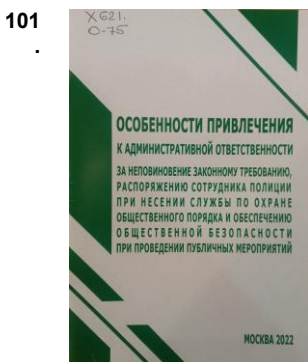 101
.
Х621.
О-75
ОСОБЕННОСТИ ПРИВЛЕЧЕНИЯ
К АДМИНИСТРАТИВНОЙ ОТВЕТСТВЕННОСТИ
ЗА НЕПОВИНОВЕНИЕ ЗАКОННОМУ ТРЕБОВАНИЮ,
РАСПОРЯЖЕНИЮ СОТРУДНИКА ПОЛИЦИИ
ПРИ НЕСЕНИИ СЛУЖБЫ ПО ОХРАНЕ
ОБЩЕСТВЕННОГО ПОРЯДКА И ОБЕСПЕЧЕНИЮ
ОБЩЕСТВЕННОЙ БЕЗОПАСНОСТИ
ПРИ ПРОВЕДЕНИИ ПУБЛИЧНЫХ МЕРОПРИЯТИЙ
МОСКВА 2022